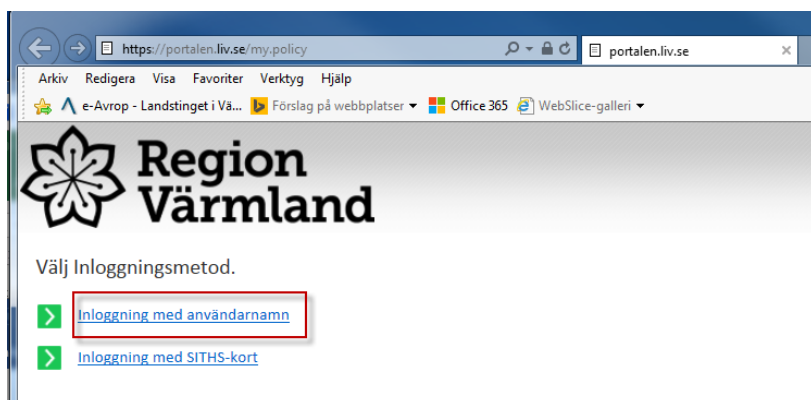 https://portalen.liv.se/my.policy portalen.liv.se
Arkiv Redigera Visa Favoriter Verktyg Hjälp
e-Avrop - Landstinget i Vä... Förslag på webbplatser Office 365 WebSlice-galleri
Region
Värmland
Välj Inloggningsmetod.
Inloggning med användarnamn
Inloggning med SITHS-kort